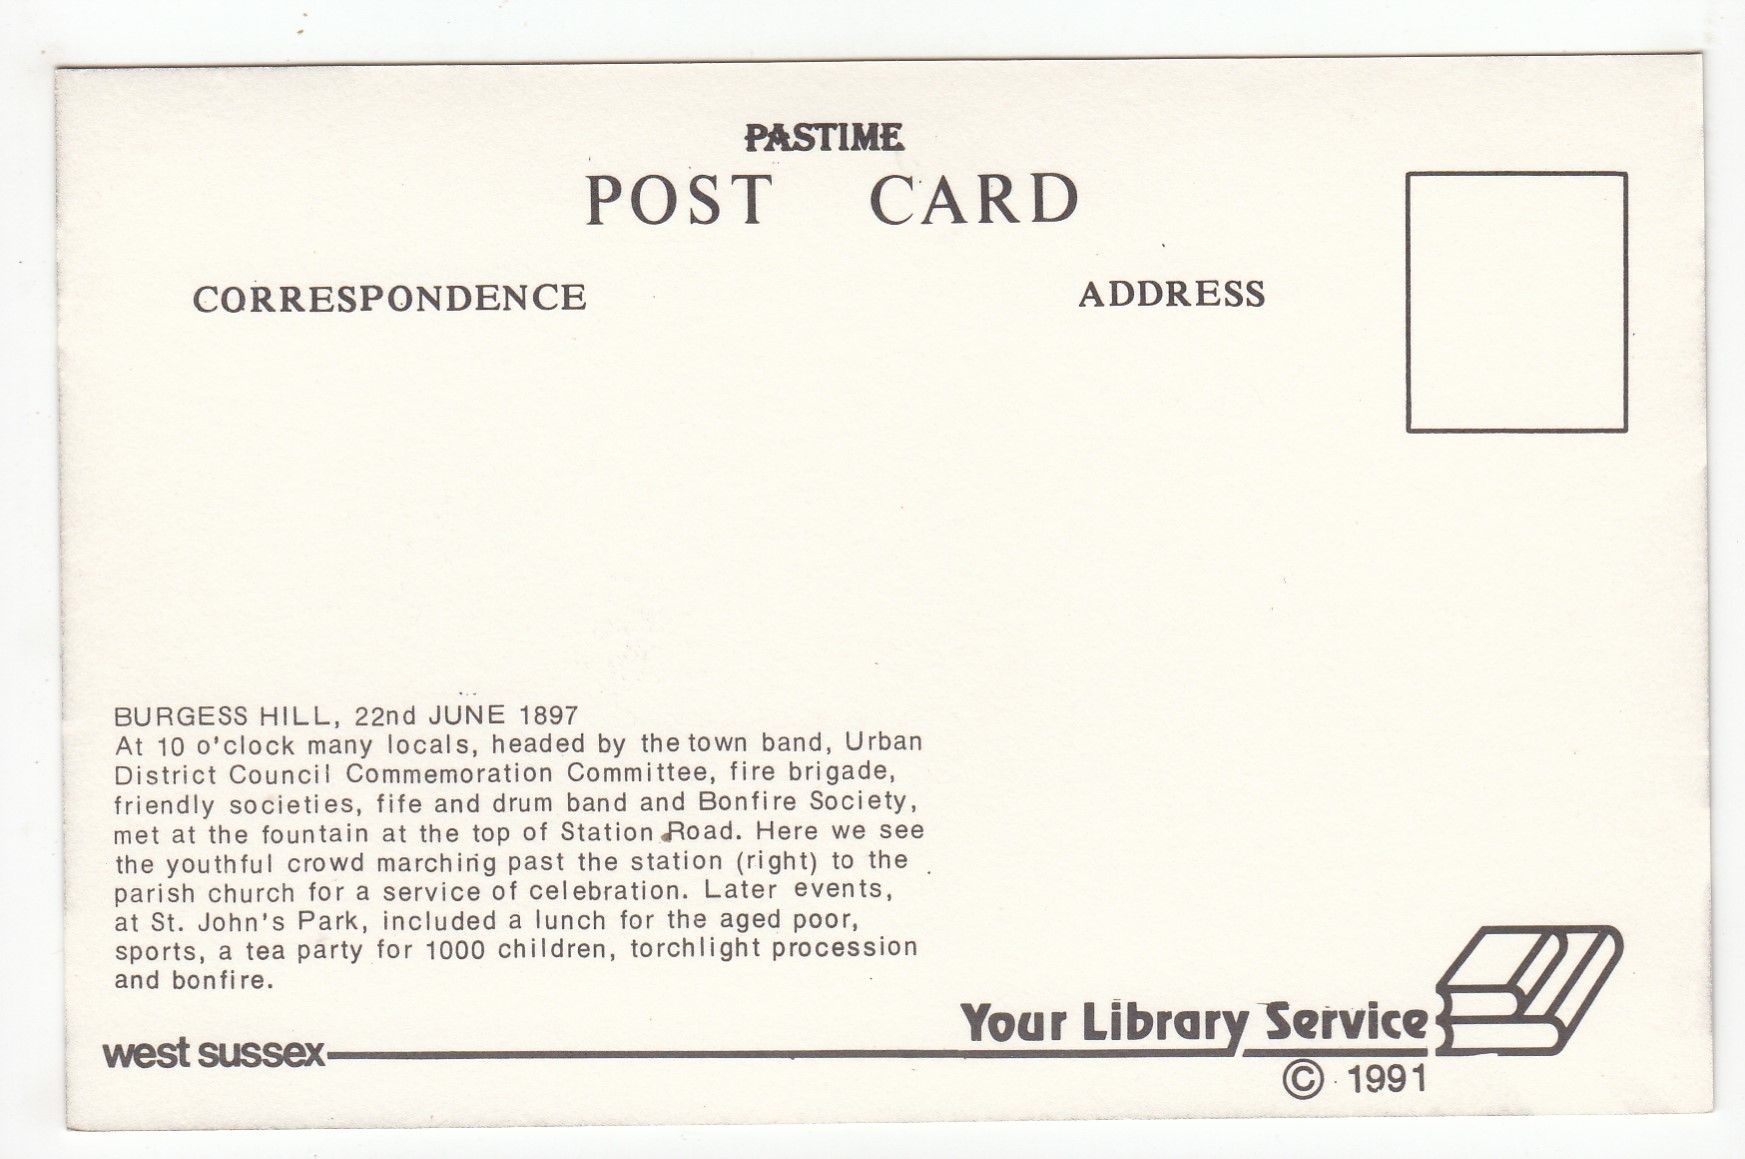 PASTIME
POST CARD
CORRESPONDENCE
ADDRESS
BURGESS HILL, 22nd JUNE 1897
At 10 o'clock many locals, headed by the town band, Urban
District Council Commemoration Committee, fire brigade,
friendly societies, fife and drum band and Bonfire Society,
met at the fountain at the top of Station Road. Here we see
the youthful crowd marching past the station (right) to the
parish church for a service of celebration. Later events,
at St. John's Park, included a lunch for the aged poor,
sports, a tea party for 1000 children, torchlight procession
and bonfire.
Your Library Service
west sussex
© 1991